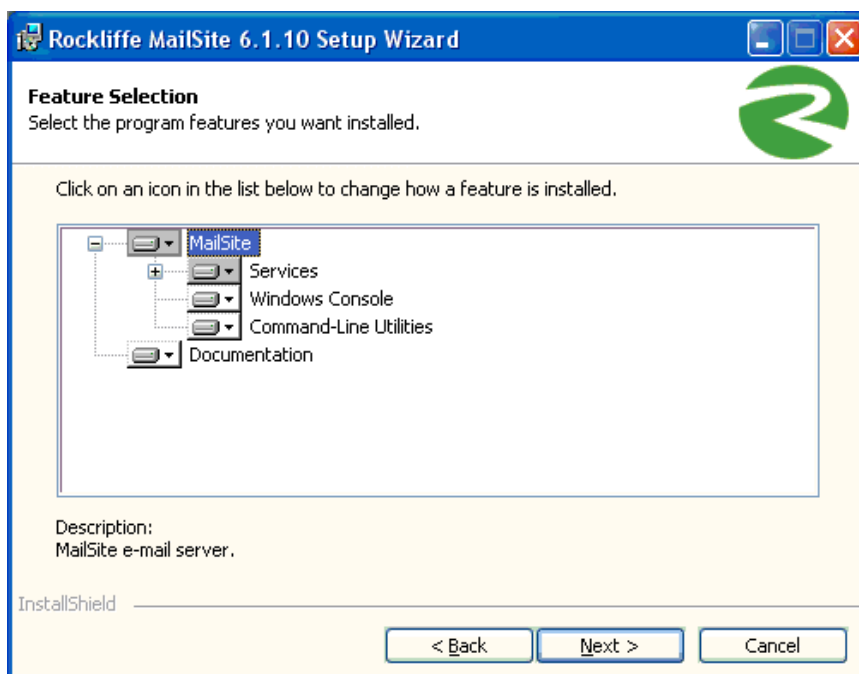 Rockliffe MailSite 6.1.10 Setup Wizard
Feature Selection
Select the program features you want installed.
Click on an icon in the list below to change how a feature is installed.
MailSite
Services
Windows Console
Command-Line Utilities
Documentation
Description:
MailSite e-mail server.
InstallShield
< Back
Next >
Cancel